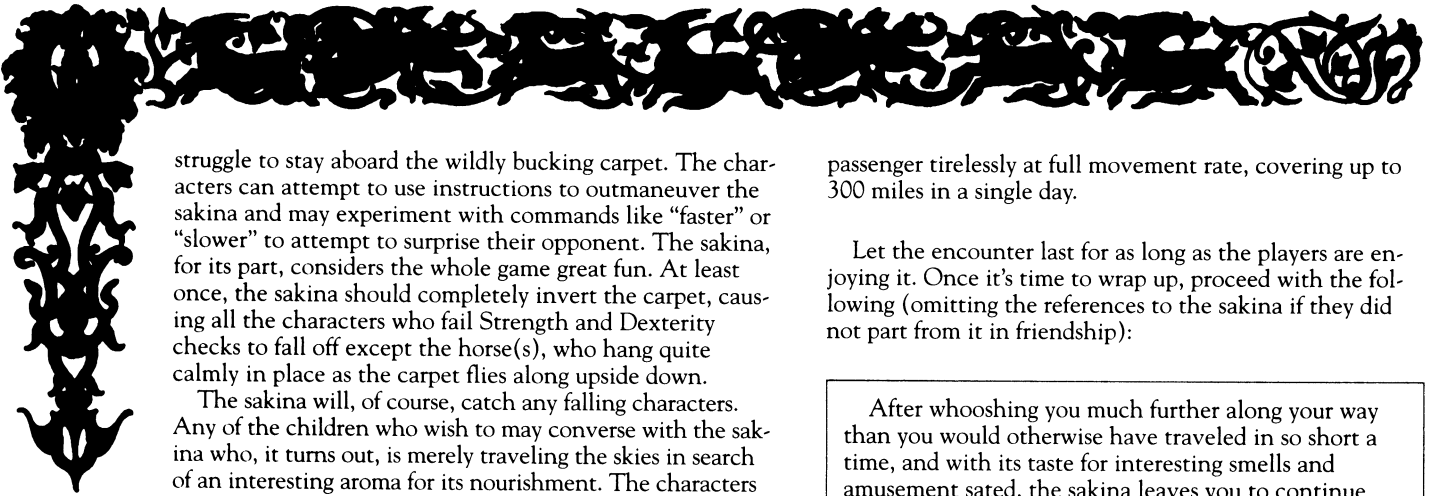 struggle to stay aboard the wildly bucking carpet. The char-
acters can attempt to use instructions to outmaneuver the
sakina and may experiment with commands like “faster” or
“slower” to attempt to surprise their opponent. The sakina,
for its part, considers the whole game great fun. At least
once, the sakina should completely invert the carpet, caus-
ing all the characters who fail Strength and Dexterity
checks to fall off except the horse(s), who hang quite
calmly in place as the carpet flies along upside down.
The sakina will, of course, catch any falling characters.
Any of the children who wish to may converse with the sak-
ina who, it turns out, is merely traveling the skies in search
of an interesting aroma for its nourishment. The characters
passenger tirelessly at full movement rate, covering up to
300 miles in a single day.
Let the encounter last for as long as the players are en-
joying it. Once it’s time to wrap up, proceed with the fol-
lowing (omitting the references to the sakina if they did
not part from it in friendship):
After whooshing you much further along your way
than you would otherwise have traveled in so short a
time, and with its taste for interesting smells and
amusement sated, the sakina leaves you to continue